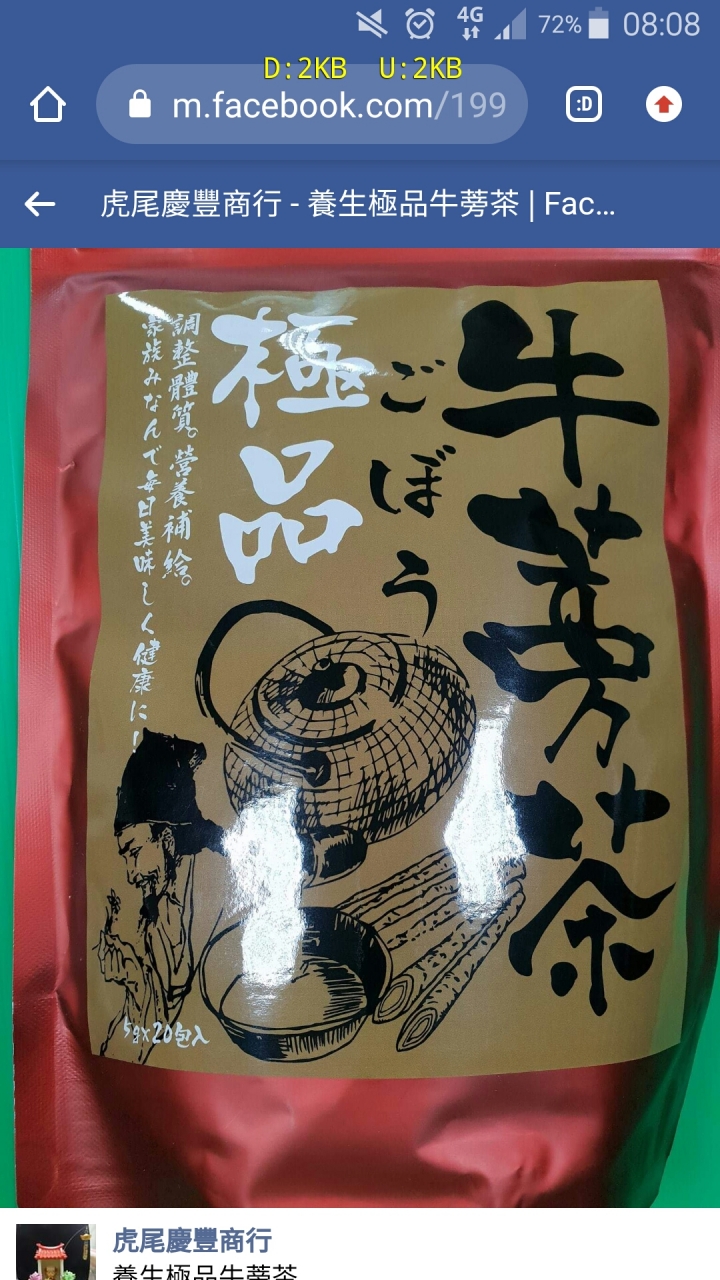 4G
72%
08:08
D:2KB U:2KB
m.facebook.com/199
:D
虎尾慶豐商行 - 養生極品牛蒡茶 | Fac...
牛蒡茶
ごぼう
極品
調整體質。營養補給。
家族みなんで毎日美味しく健康に!
5g×20包入
虎尾慶豐商行
養生極品牛蒡茶